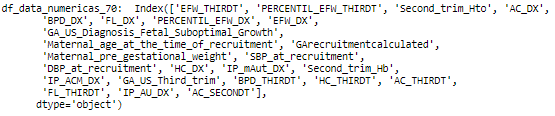 df_data_numericas_70:  Index(['EFW_THIRDT', 'PERCENTIL_EFW_THIRDT', 'Second_trim_Hto', 'AC_DX',
'BPD_DX', 'FL_DX', 'PERCENTIL_EFW_DX', 'EFW_DX',
'GA_US_Diagnosis_Fetal_Suboptimal_Growth',
'Maternal_age_at_the_time_of_recruitment', 'GArecruitmentcalculated',
'Maternal_pre_gestational_weight', 'SBP_at_recruitment',
'DBP_at_recruitment', 'HC_DX', 'IP_mAut_DX', 'Second_trim_Hb',
'IP_ACM_DX', 'GA_US_Third_trim', 'BPD_THIRDT', 'HC_THIRDT', 'AC_THIRDT',
'FL_THIRDT', 'IP_AU_DX', 'AC_SECONDT'],
dtype='object')